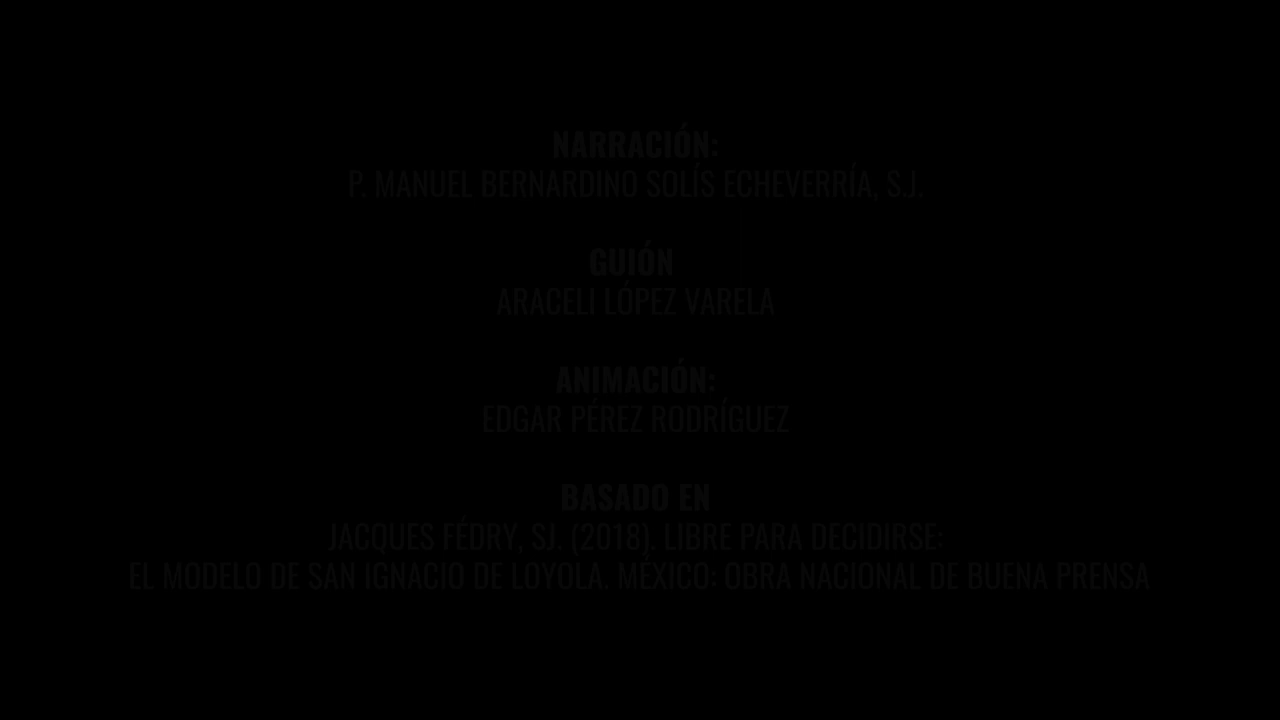 NARRACIÓN:
P. MANUEL BERNARDINO SOLÍS ECHEVERRÍA, S.J.
GUIÓN
ARACELI LÓPEZ VARELA
ANIMACIÓN:
EDGAR PÉREZ RODRÍGUEZ
BASADO EN
JACQUES FÉDRY, SJ. (2018). LIBRE PARA DECIDIRSE:
EL MODELO DE SAN IGNACIO DE LOYOLA. MÉXICO: OBRA NACIONAL DE BUENA PRENSA